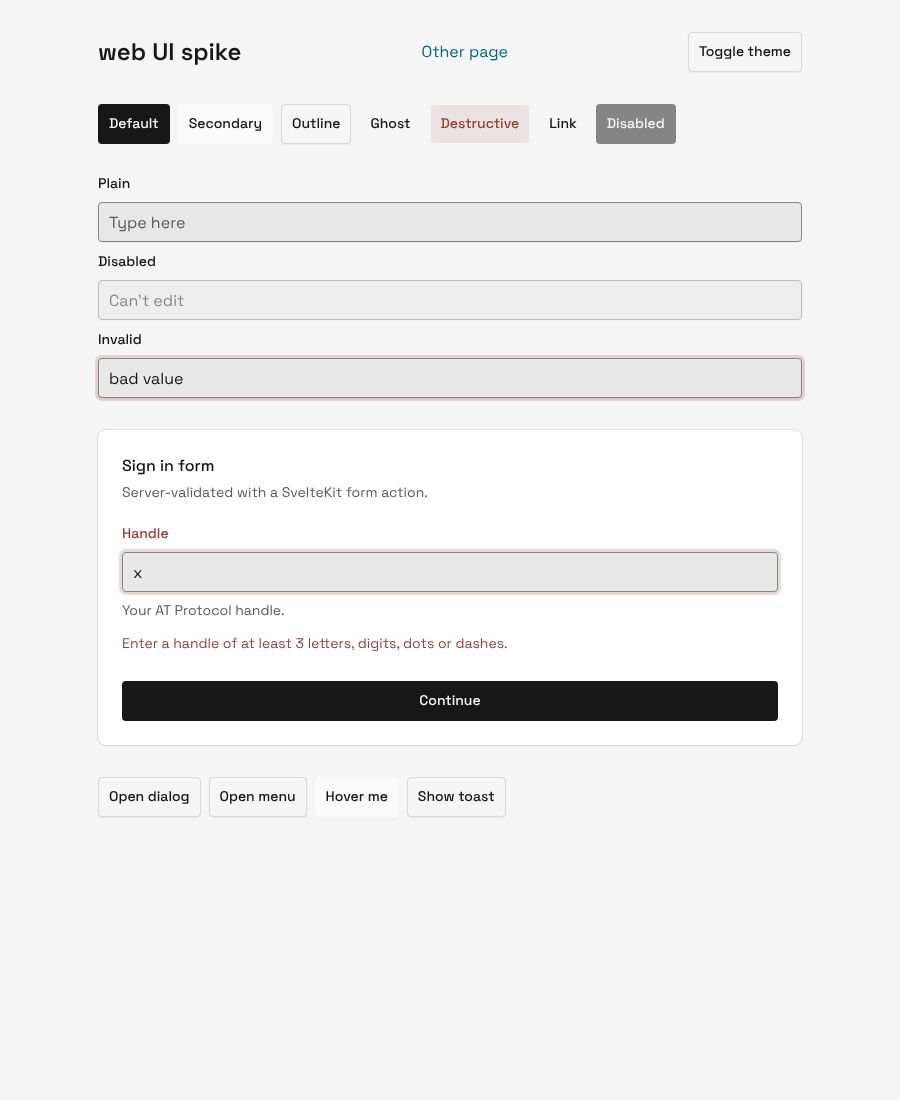 web UI spike
Other page
Toggle theme
Default
Secondary
Outline
Ghost
Destructive
Link
Disabled
Plain
Type here
Disabled
Can't edit
Invalid
bad value
Sign in form
Server-validated with a SvelteKit form action.
Handle
x
Your AT Protocol handle.
Enter a handle of at least 3 letters, digits, dots or dashes.
Continue
Open dialog
Open menu
Hover me
Show toast